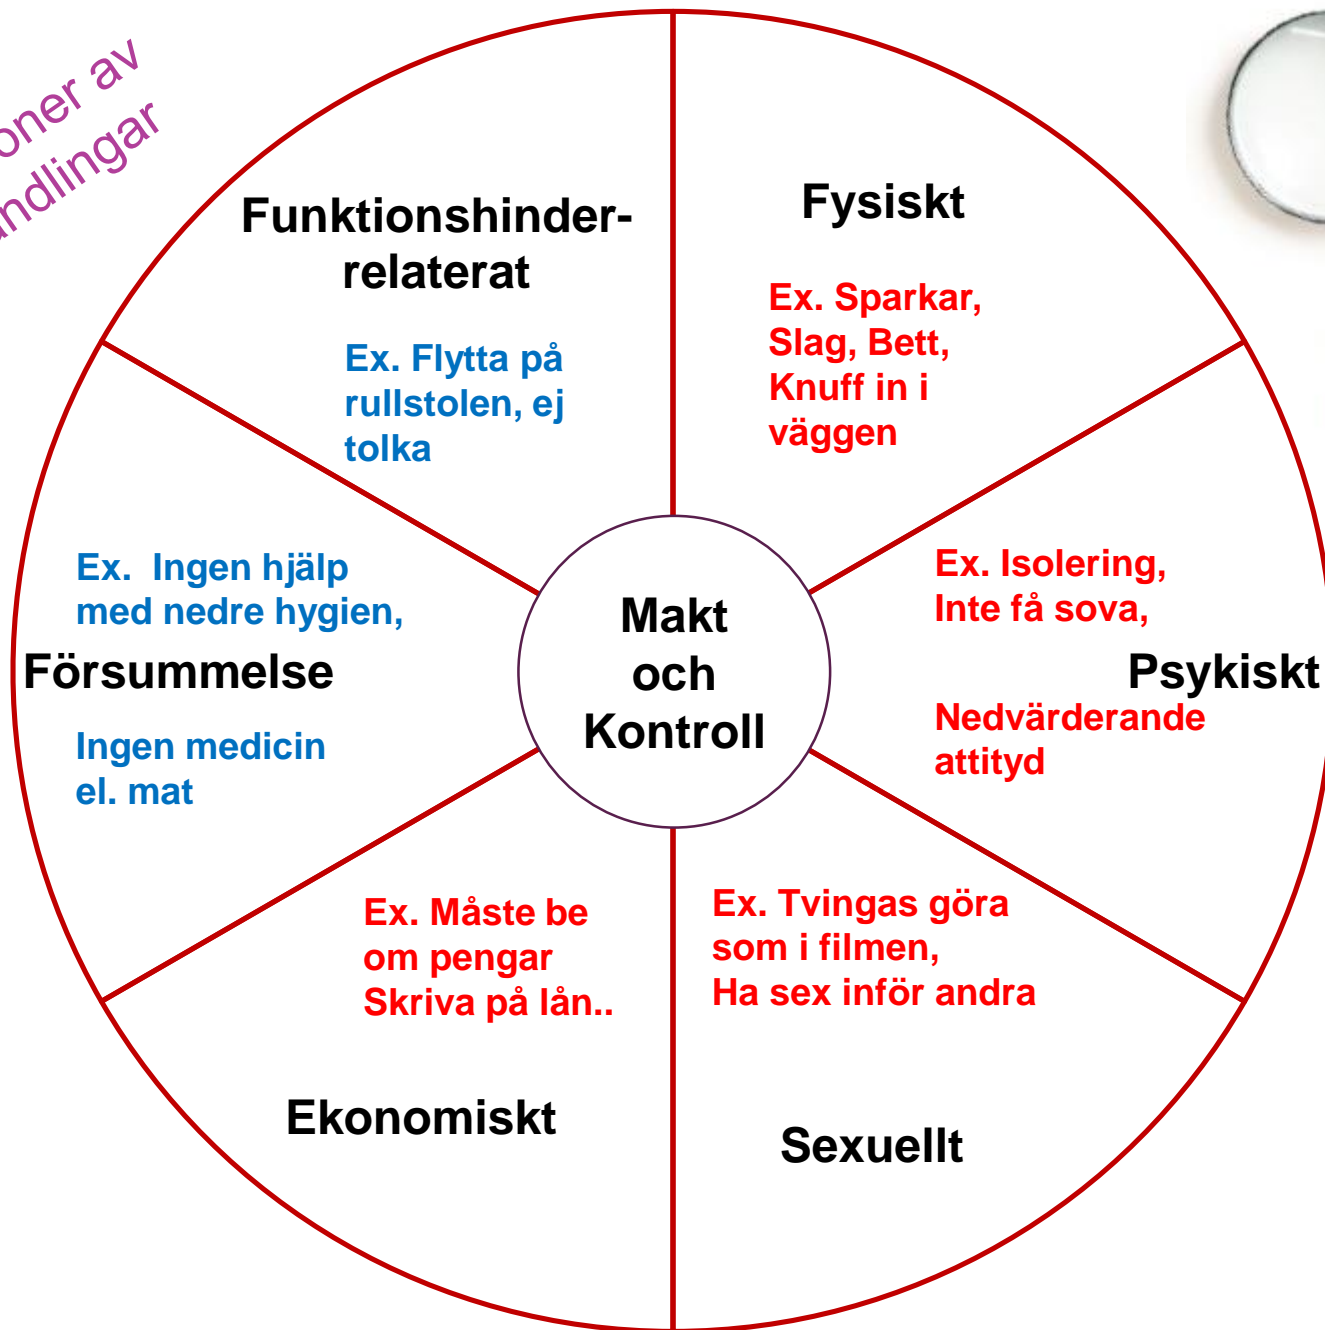 av
Funktionshinder-
relaterat
Ex. Flytta på
rullstolen, ej
tolka
Fysiskt
Ex. Sparkar,
Slag, Bett,
Knuff in i
väggen
Ex.  Ingen hjälp
med nedre hygien,
Försummelse
Ingen medicin
el. mat
Makt
och
Kontroll
Ex. Isolering,
Inte få sova,
Psykiskt
Nedvärderande
attityd
Ex. Måste be
om pengar
Skriva på lån..
Ekonomiskt
Ex. Tvingas göra
som i filmen,
Ha sex inför andra
Sexuellt